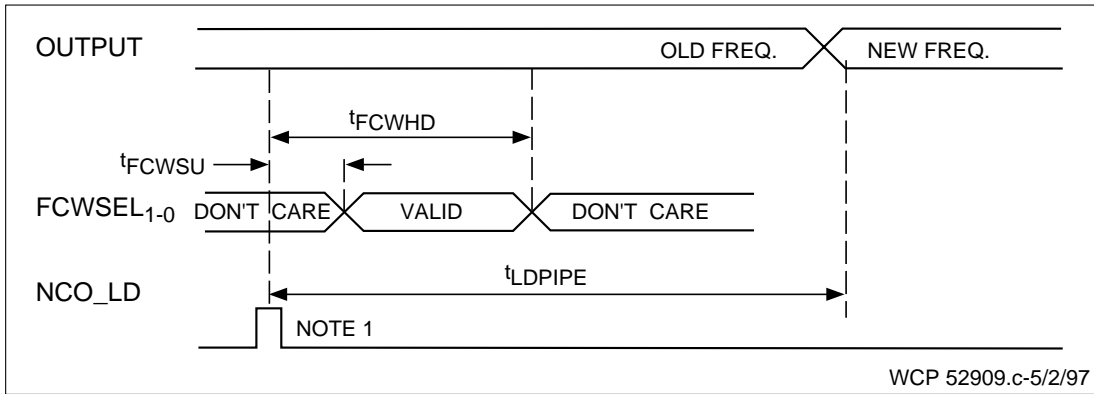 OUTPUT
OLD FREQ. NEW FREQ.
tFCWHD
tFCWSU
FCWSEL1-0 DON'T CARE VALID DON'T CARE
tLDPIPE
NCO_LD
NOTE 1
WCP 52909.c-5/2/97